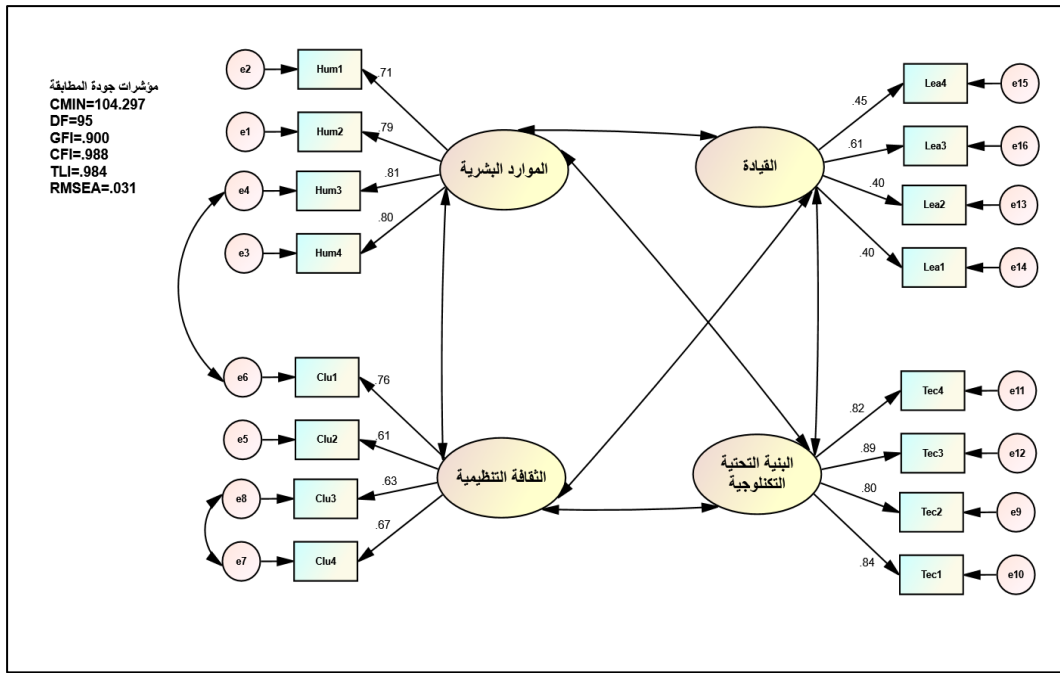 مؤشرات جودة المطابقة
CMIN=104.297
DF=95
GFI=.900
CFI=.988
TLI=.984
RMSEA=.031
e2
Hum1
.71
e1
Hum2
.79
e4
Hum3
.81
e3
Hum4
.80
الموارد البشرية
القيادة
.45
Lea4
e15
.61
Lea3
e16
.40
Lea2
e13
.40
Lea1
e14
e6
Clu1
.76
e5
Clu2
.61
e8
Clu3
.63
e7
Clu4
.67
الثقافة التنظيمية
البنية التحتية
التكنلوجية
.82
Tec4
e11
.89
Tec3
e12
.80
Tec2
e9
.84
Tec1
e10